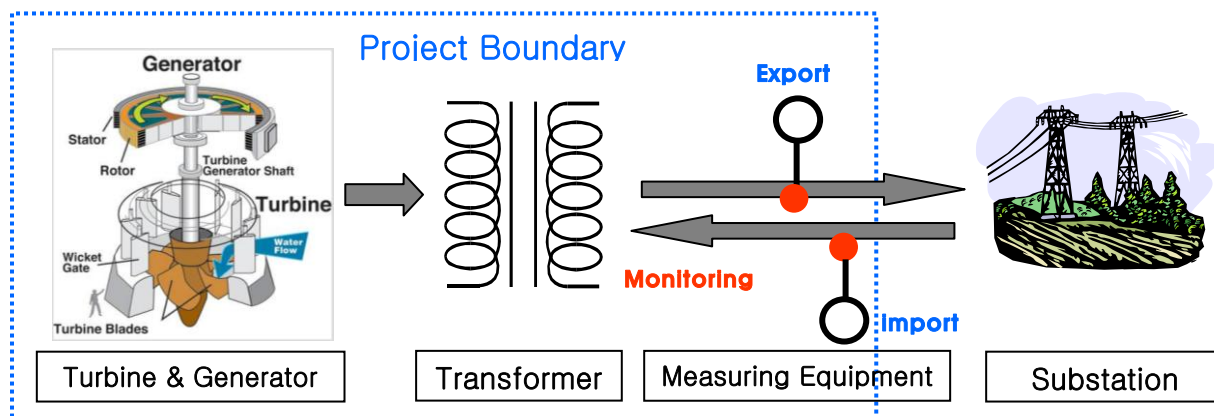 Project Boundary
Generator
Stator
Rotor
Turbine
Generator Shaft
Turbine
Water
Flow
Wicket
Gate
Turbine Blades
Export
Monitoring
Import
Turbine & Generator
Transformer
Measuring Equipment
Substation